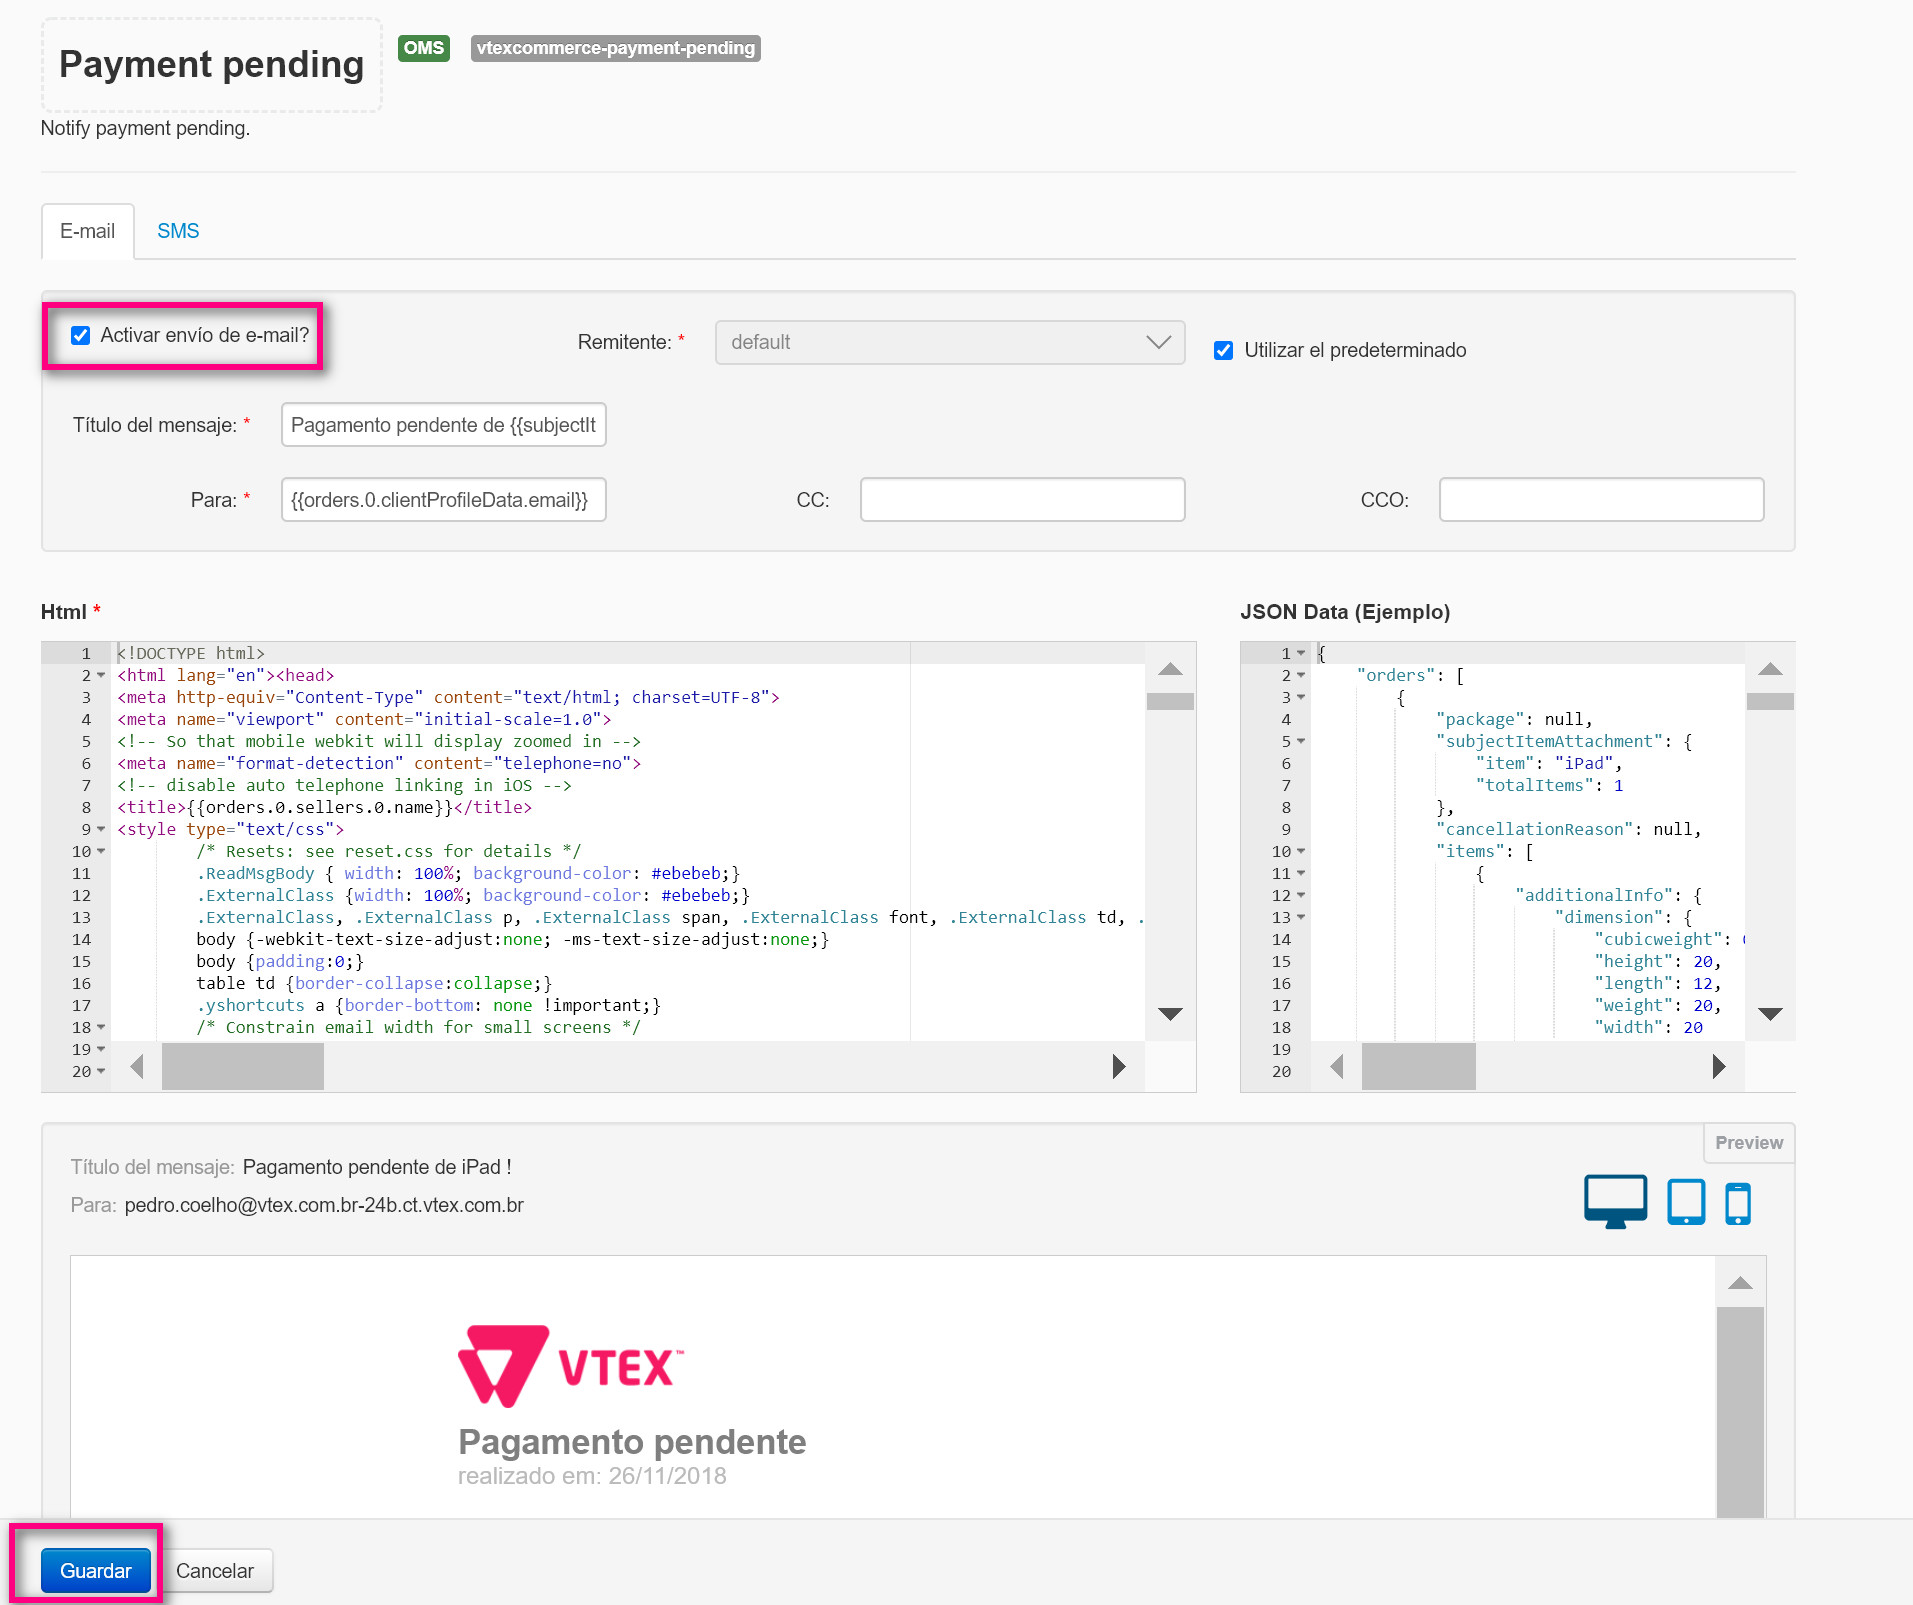 Payment pending
OMS
vtexcommerce-payment-pending
Notify payment pending.
E-mail
SMS
Activar envío de e-mail?
Remitente: *
default
Utilizar el predeterminado
Título del mensaje: *
Pagamento pendente de {{subjectIt
Para: *
{{orders.0.clientProfileData.email}}
CC:
CCO:
Html *
1 <!DOCTYPE html>
2 <html lang="en"><head>
3 <meta http-equiv="Content-Type" content="text/html; charset=UTF-8">
4 <meta name="viewport" content="initial-scale=1.0">
5 <!-- So that mobile webkit will display zoomed in -->
6 <meta name="format-detection" content="telephone=no">
7 <!-- disable auto telephone linking in iOS -->
8 <title>{{orders.0.sellers.0.name}}</title>
9 <style type="text/css">
10 /* Resets: see reset.css for details */
11 .ReadMsgBody { width: 100%; background-color: #ebebeb;}
12 .ExternalClass {width: 100%; background-color: #ebebeb;}
13 .ExternalClass, .ExternalClass p, .ExternalClass span, .ExternalClass font, .ExternalClass td, .
14 body {-webkit-text-size-adjust:none; -ms-text-size-adjust:none;}
15 body {padding:0;}
16 table td {border-collapse:collapse;}
17 .yshortcuts a {border-bottom: none !important;}
18 /* Constrain email width for small screens */
19
20
JSON Data (Ejemplo)
1 {
2 "orders": [
3 {
4 "package": null,
5 "subjectItemAttachment": {
6 "item": "iPad",
7 "totalItems": 1
8 },
9 "cancellationReason": null,
10 "items": [
11 {
12 "additionalInfo": {
13 "dimension": {
14 "cubicweight":
15 "height": 20,
16 "length": 12,
17 "weight": 20,
18 "width": 20
19
20
Preview
Título del mensaje: Pagamento pendente de iPad !
Para: pedro.coelho@vtex.com.br-24b.ct.vtex.com.br
VTEX™
Pagamento pendente
realizado em: 26/11/2018
Guardar
Cancelar